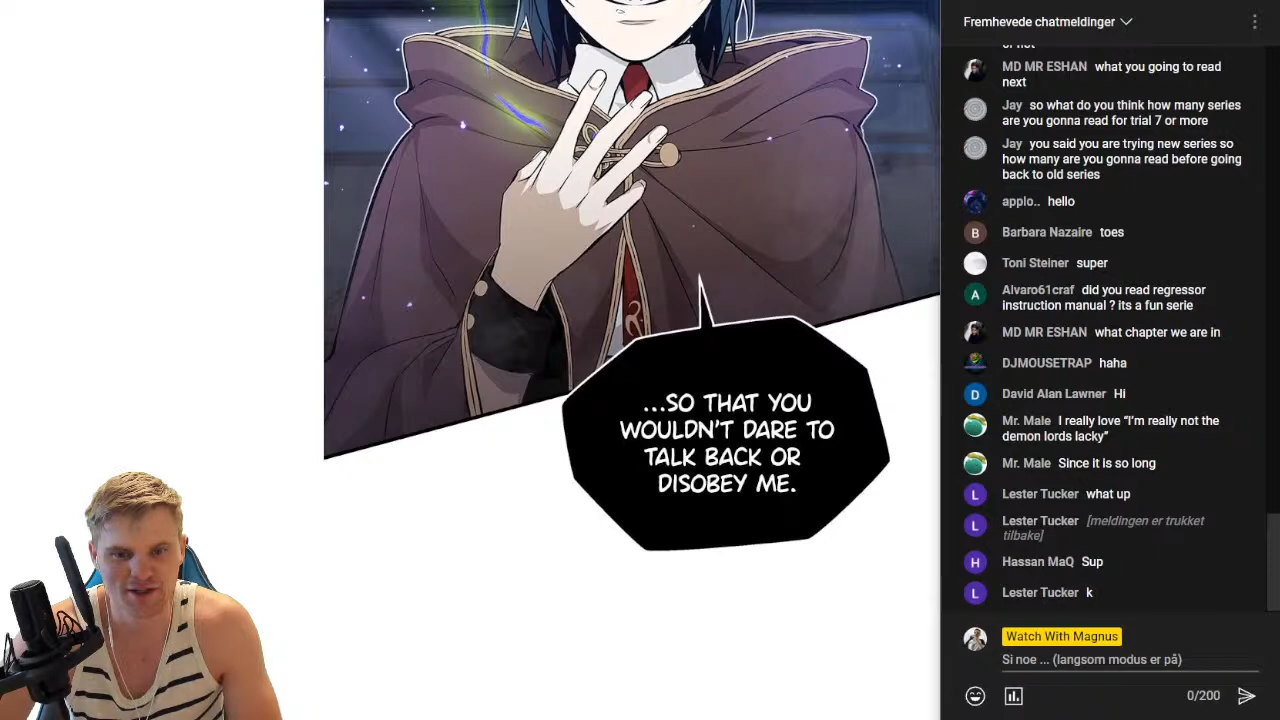 ...SO THAT YOU
WOULDN'T DARE TO
TALK BACK OR
DISOBEY ME.
Fremhevede chatmeldinger
or not
MD MR ESHAN what you going to read
next
Jay so what do you think how many series
are you gonna read for trial 7 or more
Jay you said you are trying new series so
how many are you gonna read before going
back to old series
applo.. hello
B Barbara Nazaire toes
Toni Steiner super
A Alvaro61craf did you read regressor
instruction manual ? its a fun serie
MD MR ESHAN what chapter we are in
DJMOUSETRAP haha
D David Alan Lawner Hi
Mr. Male I really love “I'm really not the
demon lords lacky”
Mr. Male Since it is so long
L Lester Tucker what up
L Lester Tucker [meldingen er trukket
tilbake]
H Hassan MaQ Sup
L Lester Tucker k
Watch With Magnus
Si noe ... (langsom modus er på)
0/200